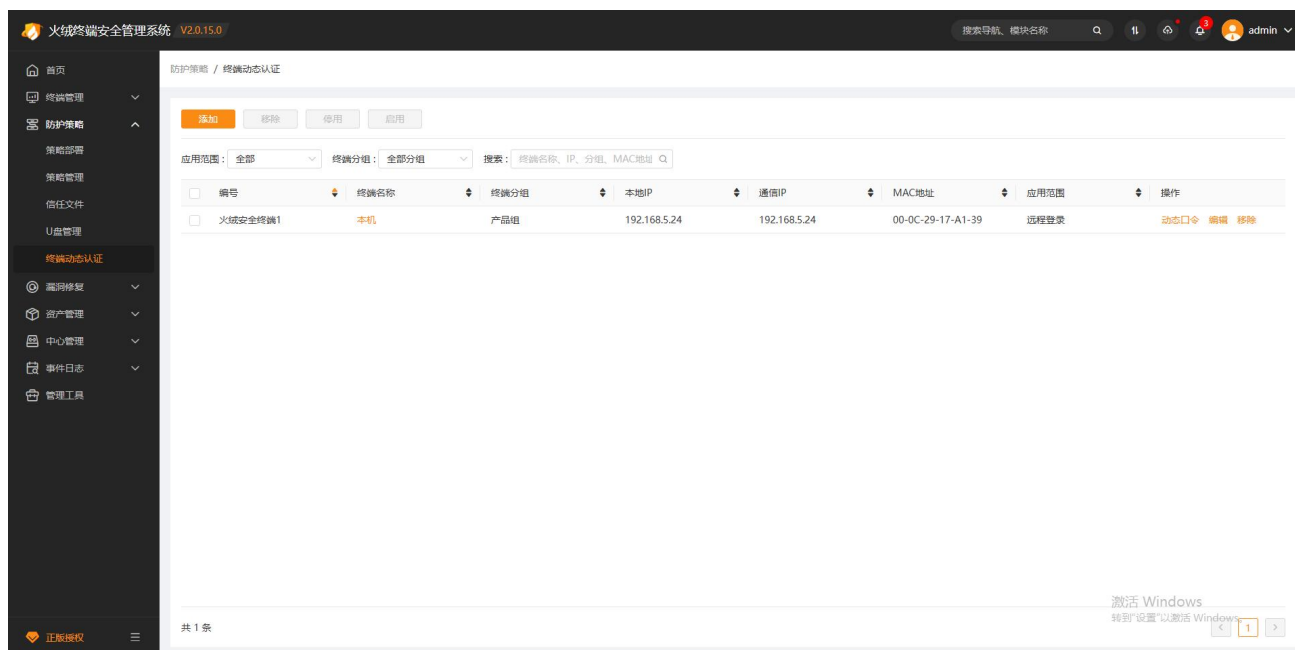 火绒终端安全管理系统 V2.0.15.0
搜索导航、模块名称
3
admin
首页
终端管理
防护策略
策略部署
策略管理
信任文件
U盘管理
终端动态认证
漏洞修复
资产管理
中心管理
事件日志
管理工具
正版授权
防护策略 / 终端动态认证
添加 移除 停用 启用
应用范围： 全部 终端分组： 全部分组 搜索： 终端名称、IP、分组、MAC地址
编号 终端名称 终端分组 本地IP 通信IP MAC地址 应用范围 操作
火绒安全终端1 本机 产品组 192.168.5.24 192.168.5.24 00-0C-29-17-A1-39 远程登录 动态口令 编辑 移除
激活 Windows
转到"设置"以激活 Windows。
共 1 条
1